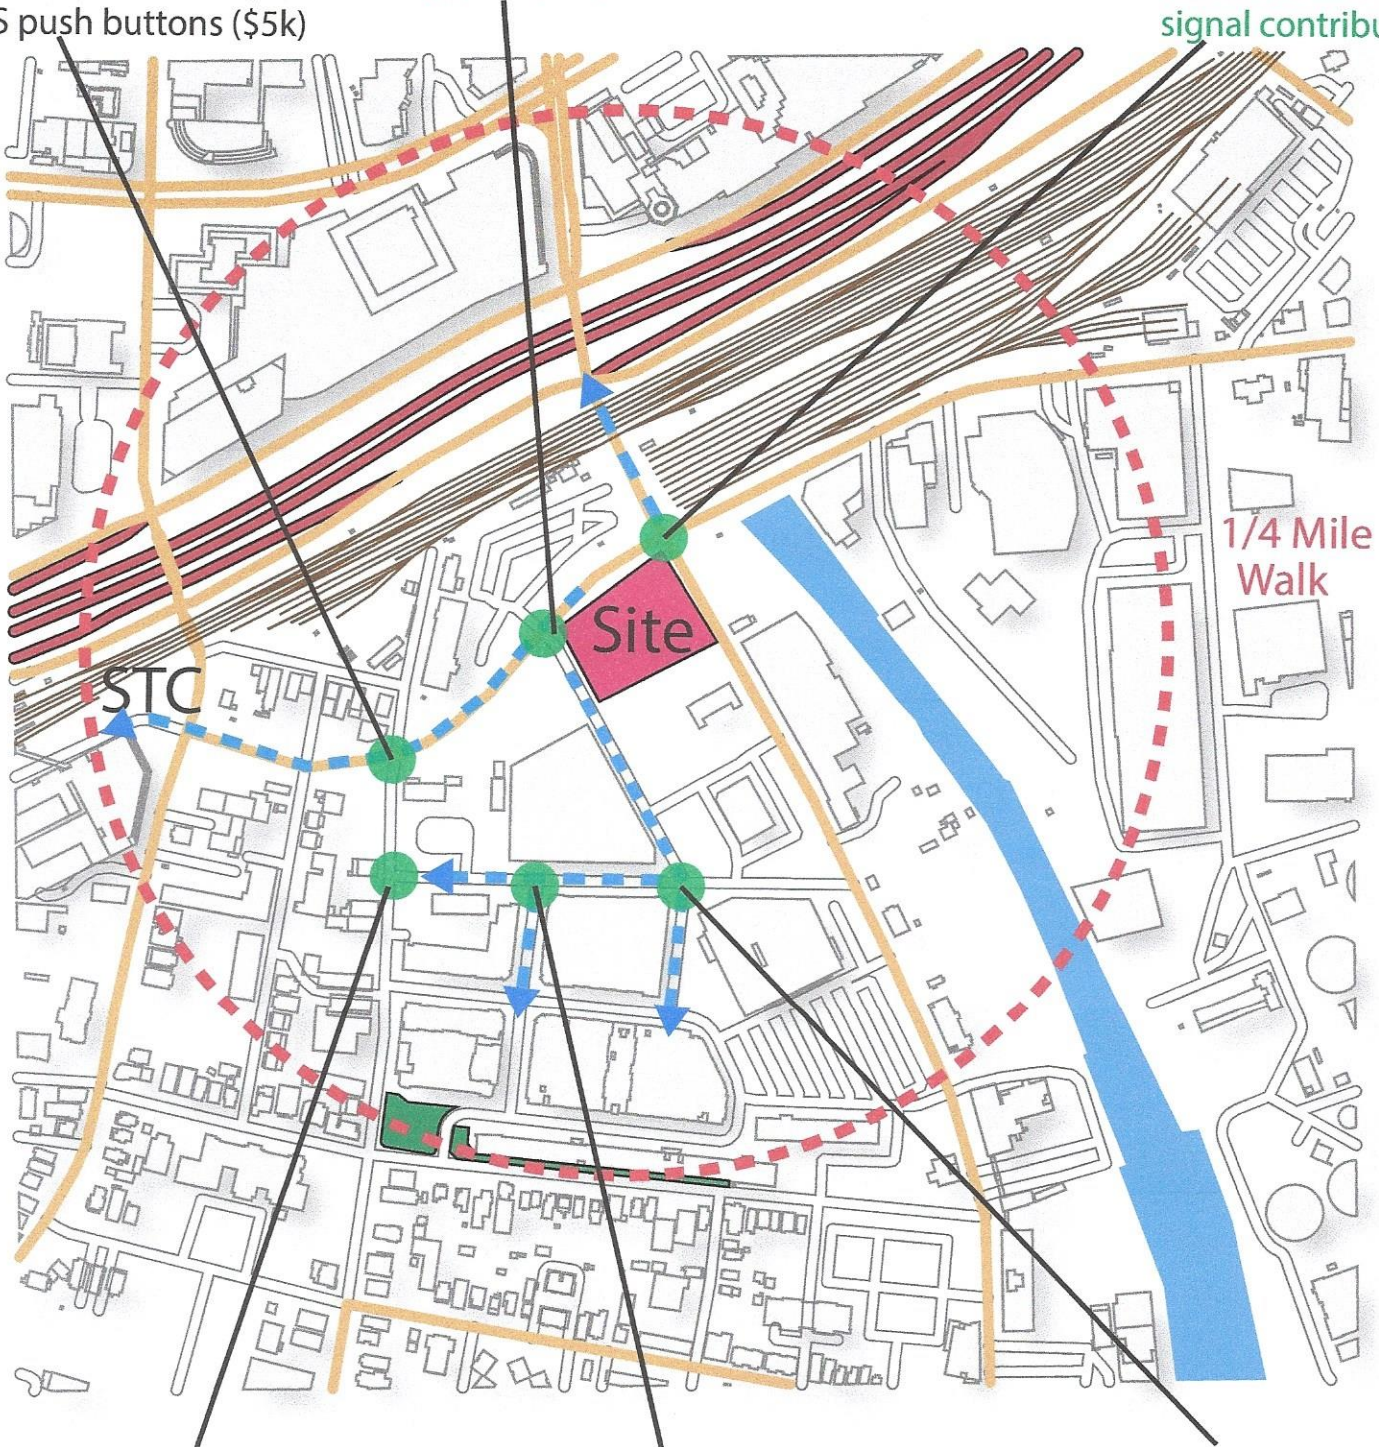 S push buttons ($5k)
signal contribu
1/4 Mile
Walk
Site
STC